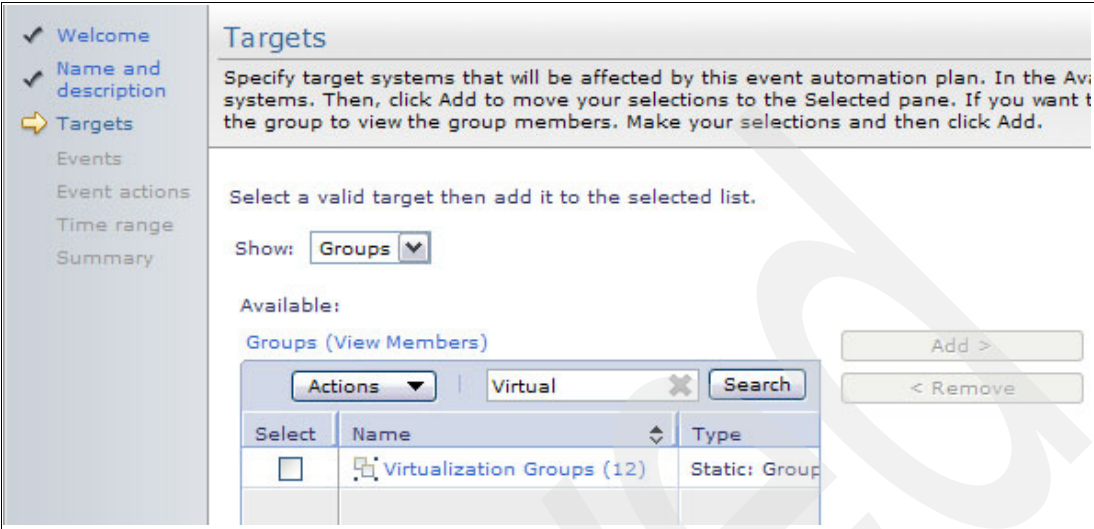 Welcome
Name and
description
Targets
Events
Event actions
Time range
Summary
Targets
Specify target systems that will be affected by this event automation plan. In the Ava
systems. Then, click Add to move your selections to the Selected pane. If you want t
the group to view the group members. Make your selections and then click Add.
Select a valid target then add it to the selected list.
Show: Groups
Available:
Groups (View Members)
Actions Virtual Search
Add >
< Remove
Select Name Type
Virtualization Groups (12) Static: Group